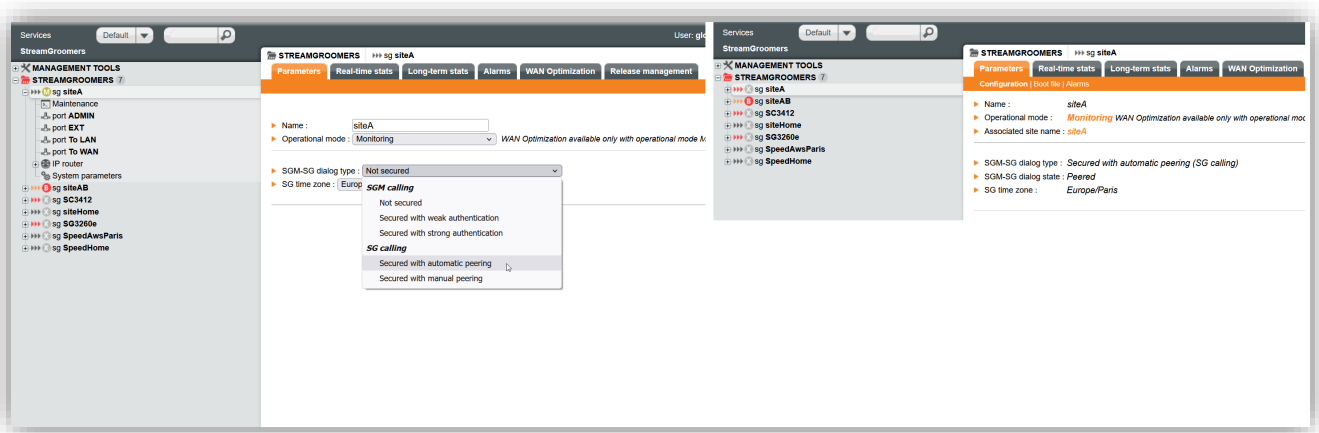 Services
Default
User: glo
StreamGroomers
MANAGEMENT TOOLS
STREAMGROOMERS 7
sg siteA
Maintenance
port ADMIN
port EXT
port To LAN
port To WAN
IP router
System parameters
B sg siteAB
sg SC3412
sg siteHome
sg SG3260e
sg SpeedAwsParis
sg SpeedHome
STREAMGROOMERS sg siteA
Parameters Real-time stats Long-term stats Alarms WAN Optimization Release management
Name : siteA
Operational mode : Monitoring WAN Optimization available only with operational mode M
SGM-SG dialog type : Not secured
SG time zone : Europ
SGM calling
Not secured
Secured with weak authentication
Secured with strong authentication
SG calling
Secured with automatic peering
Secured with manual peering
Services
Default
StreamGroomers
MANAGEMENT TOOLS
STREAMGROOMERS 7
sg siteA
B sg siteAB
sg SC3412
sg siteHome
sg SG3260e
sg SpeedAwsParis
sg SpeedHome
STREAMGROOMERS sg siteA
Parameters Real-time stats Long-term stats Alarms WAN Optimization
Configuration | Boot file | Alarms
Name : siteA
Operational mode : Monitoring WAN Optimization available only with operational moc
Associated site name : siteA
SGM-SG dialog type : Secured with automatic peering (SG calling)
SGM-SG dialog state : Peered
SG time zone : Europe/Paris